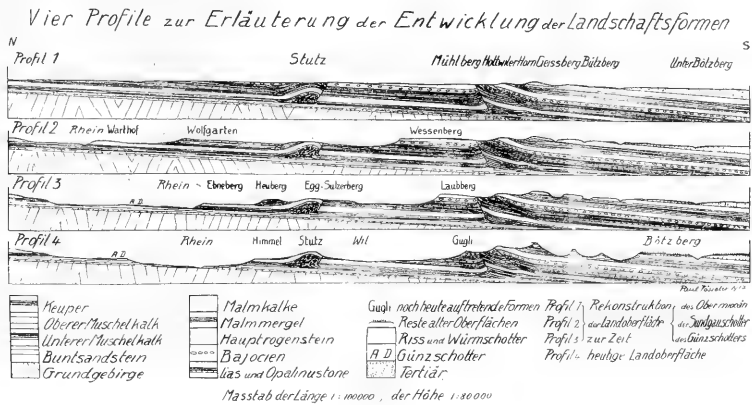 Vier Profile zur Erläuterung der Entwicklung der Landschaftsformen
N S
Profil 1 Stutz Mühlberg Hottwiler Horn Geissberg Bützberg Unter Bötzberg
Profil 2 Rhein Warthof Wolfgarten Wessenberg
Profil 3 A D Rhein Ebneberg Heuberg Egg-Sulzerberg Laubberg
Profil 4 A D Rhein Himmel Stutz Wil Gugli Bötzberg
Keuper
Oberer Muschelkalk
Unterer Muschelkalk
Buntsandstein
Grundgebirge
Malmkalke
Malmmergel
Hauptrogenstein
Bajocien
Lias und Opalinustone
Gugli noch heute auftretende Formen
Reste alter Oberflächen
Riss und Würmschotter
A D Günzschotter
Tertiär
Profil 1 Rekonstruktion des Obermiocän
Profil 2 der Landoberfläche der Sundgauschotter
Profil 3 zur Zeit des Günzschotters
Profil 4 heutige Landoberfläche
Masstab der Länge 1:100000, der Höhe 1:80000